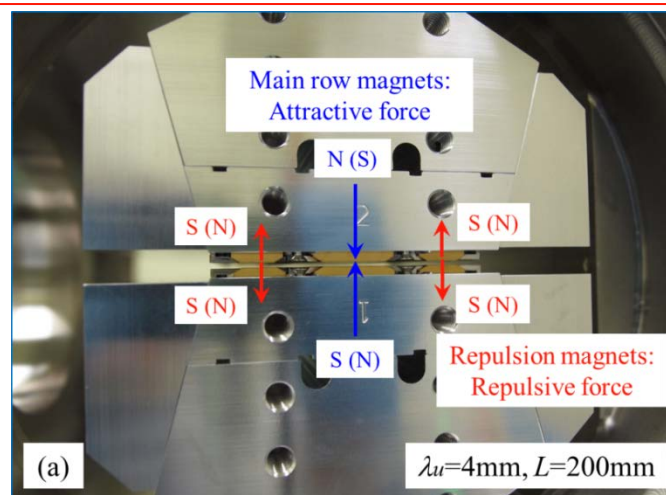 Main row magnets:
Attractive force
N (S)
S (N)
S (N)
2
S (N)
S (N)
1
S (N)
Repulsion magnets:
Repulsive force
(a)
λu=4mm, L=200mm